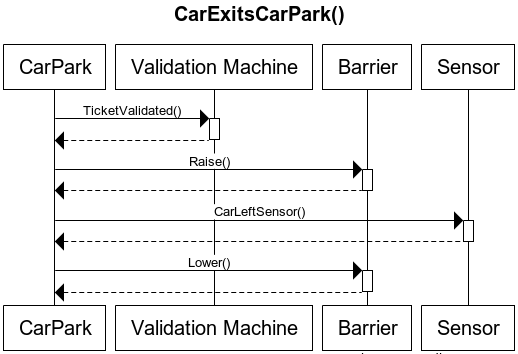 CarExitsCarPark()
CarPark Validation Machine Barrier Sensor
TicketValidated()
Raise()
CarLeftSensor()
Lower()
CarPark Validation Machine Barrier Sensor